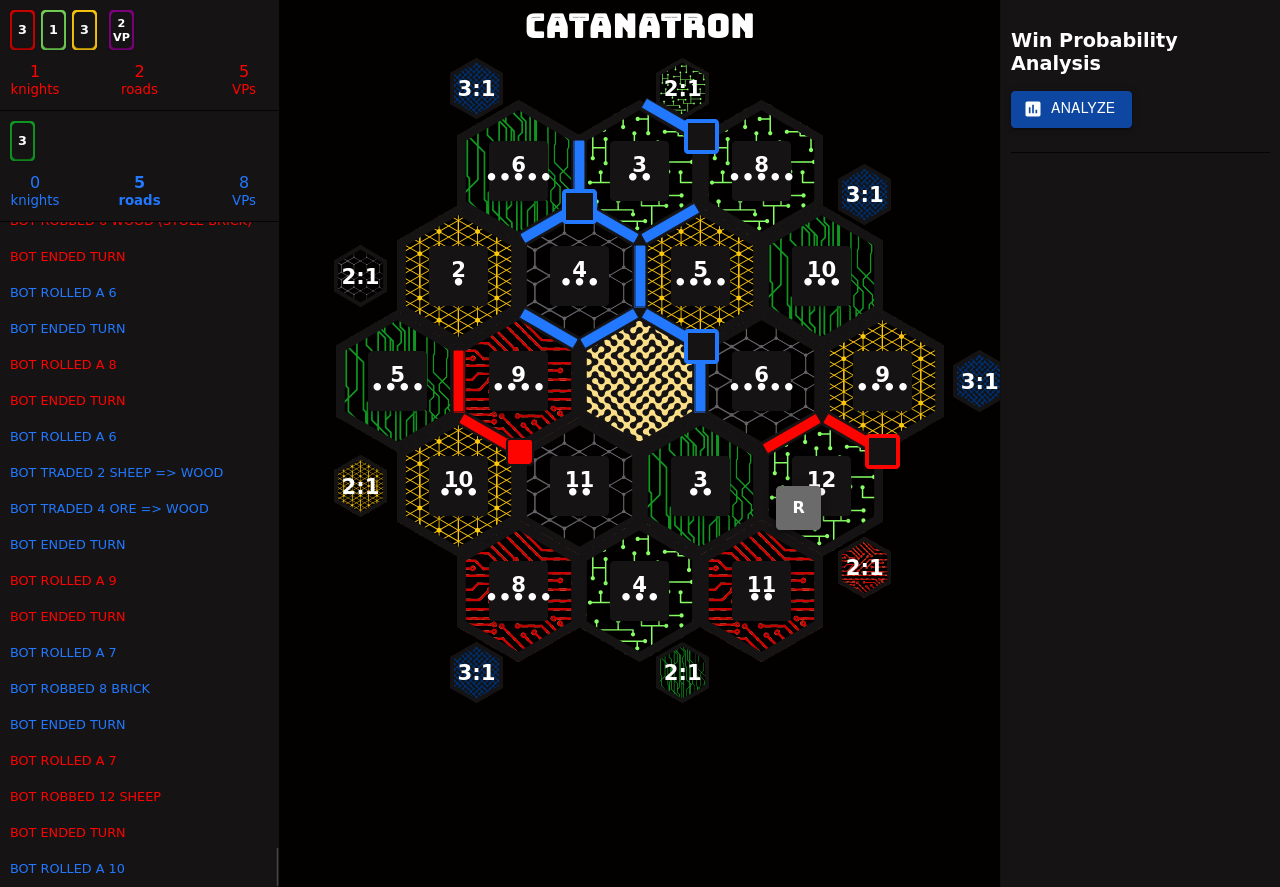 CATANATRON
3
1
3
2
VP
1
2
5
knights
roads
VPs
3
0
5
8
knights
roads
VPs
BOT ROBBED 6 WOOD (STOLE BRICK)
BOT ENDED TURN
BOT ROLLED A 6
BOT ENDED TURN
BOT ROLLED A 8
BOT ENDED TURN
BOT ROLLED A 6
BOT TRADED 2 SHEEP => WOOD
BOT TRADED 4 ORE => WOOD
BOT ENDED TURN
BOT ROLLED A 9
BOT ENDED TURN
BOT ROLLED A 7
BOT ROBBED 8 BRICK
BOT ENDED TURN
BOT ROLLED A 7
BOT ROBBED 12 SHEEP
BOT ENDED TURN
BOT ROLLED A 10
3:1
2:1
6
3
8
3:1
2:1
2
4
5
10
5
9
6
9
3:1
2:1
10
11
3
12
R
8
4
11
2:1
3:1
2:1
Win Probability
Analysis
ANALYZE